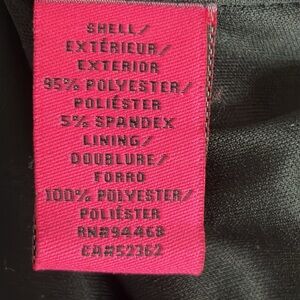 SHELL/
EXTÉRIEUR/
EXTERIOR
95% POLYESTER/
POLIÉSTER
5% SPANDEX
LINING/
DOUBLURE/
FORRO
100% POLYESTER/
POLIÉSTER
RN#94468
CA#52362